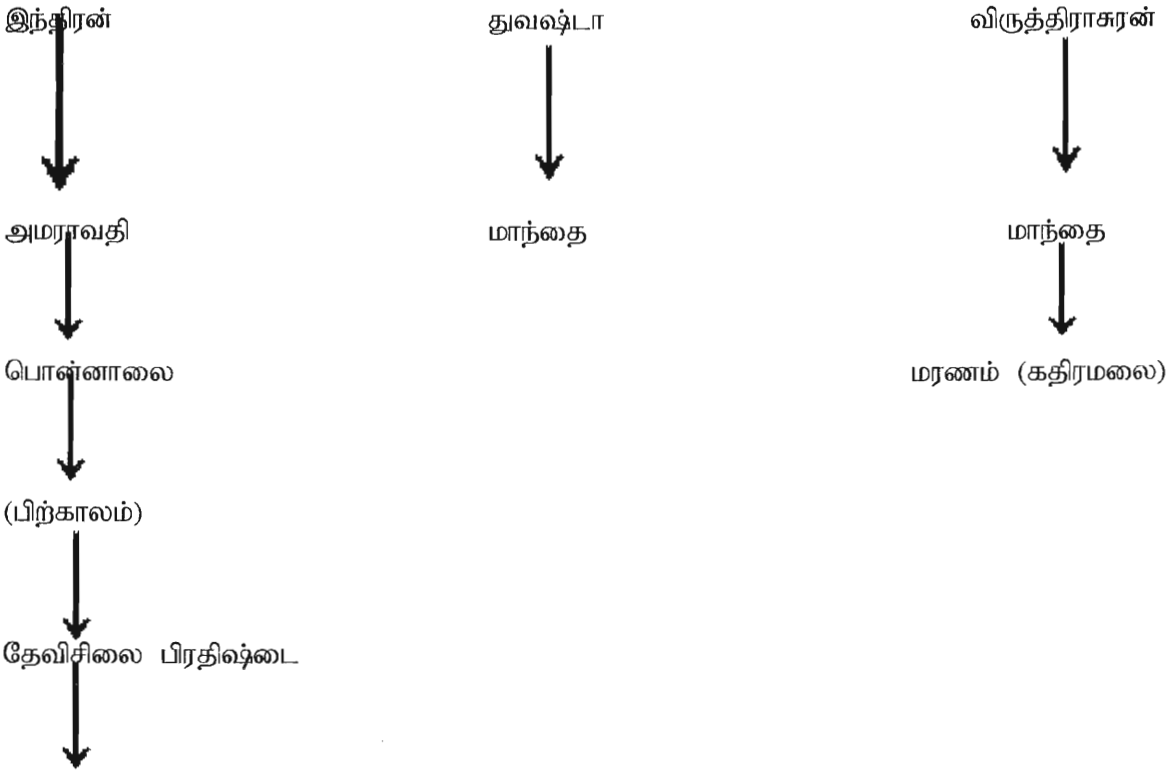 இந்திரன் துவஷ்டா விருத்திராசுரன்
அமராவதி மாந்தை மாந்தை
பொன்னாலை மரணம் (கதிரமலை)
(பிற்காலம்)
தேவிசிலை பிரதிஷ்டை